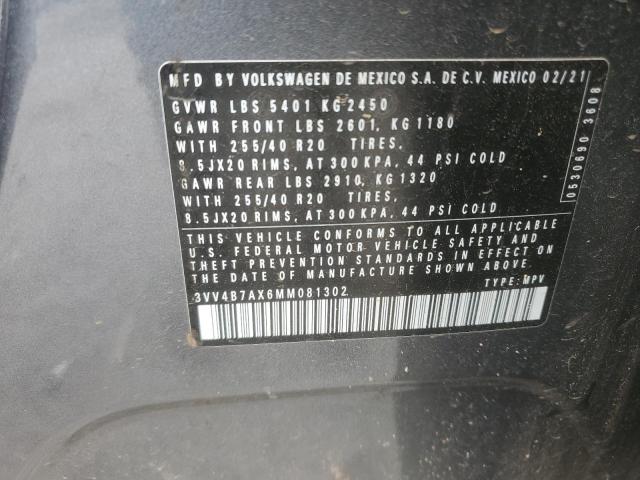 MFD BY VOLKSWAGEN DE MEXICO S.A. DE C.V. MEXICO 02/21
GVWR LBS 5401 KG 2450
GAWR FRONT LBS 2601, KG 1180
WITH 255/40 R20 TIRES,
8.5JX20 RIMS, AT 300 KPA, 44 PSI COLD
GAWR REAR LBS 2910, KG 1320
WITH 255/40 R20 TIRES,
8.5JX20 RIMS, AT 300 KPA, 44 PSI COLD
THIS VEHICLE CONFORMS TO ALL APPLICABLE
U.S. FEDERAL MOTOR VEHICLE SAFETY AND
THEFT PREVENTION STANDARDS IN EFFECT ON
THE DATE OF MANUFACTURE SHOWN ABOVE.
3VV4B7AX6MM081302 TYPE: MPV
0530690 3608